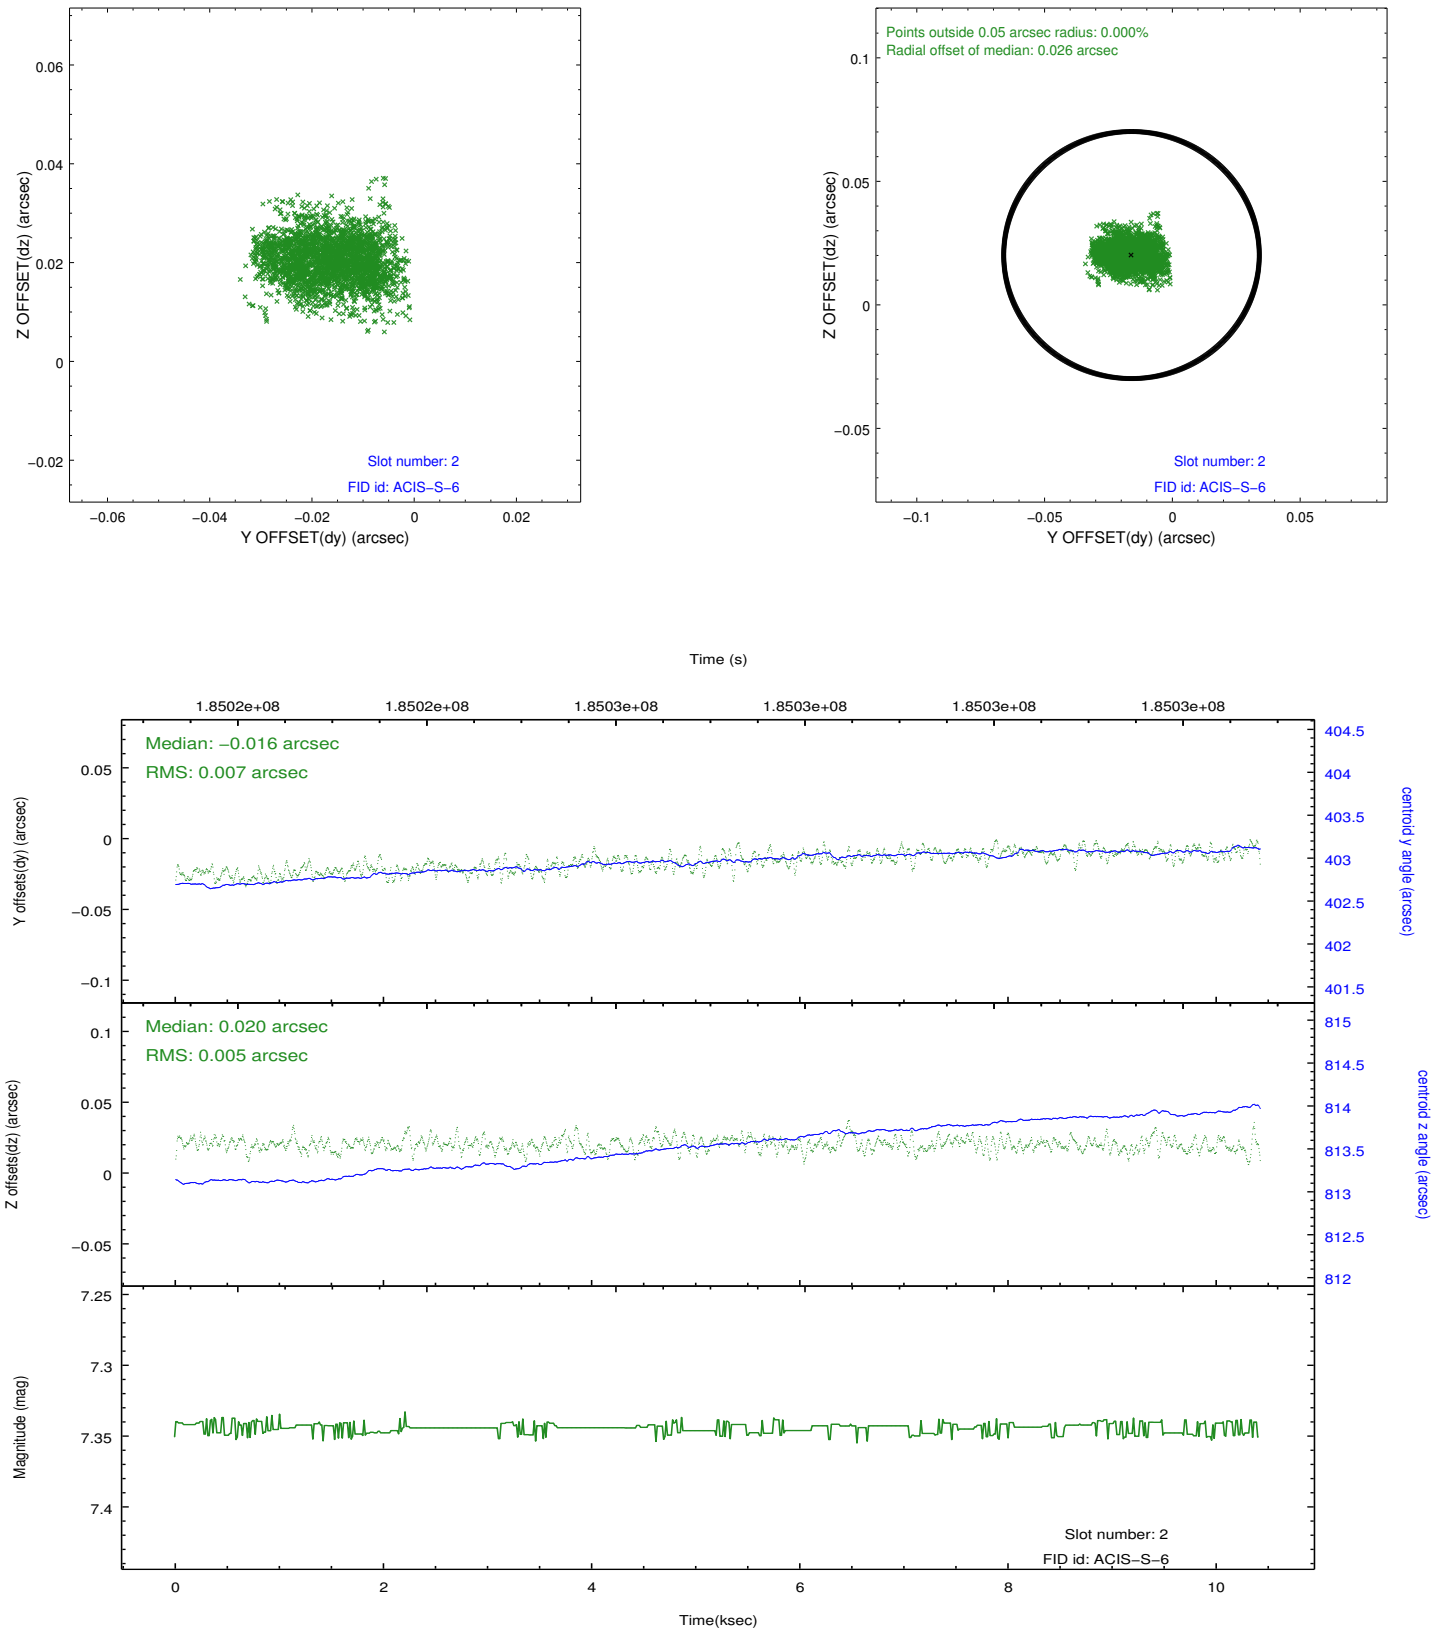 0.06
0.04
0.02
0
−0.02
Z OFFSET(dz) (arcsec)
Slot number: 2
FID id: ACIS−S−6
−0.06
−0.04
−0.02
0
0.02
Y OFFSET(dy) (arcsec)
Points outside 0.05 arcsec radius: 0.000%
Radial offset of median: 0.026 arcsec
0.1
0.05
0
−0.05
Z OFFSET(dz) (arcsec)
Slot number: 2
FID id: ACIS−S−6
−0.1
−0.05
0
0.05
Y OFFSET(dy) (arcsec)
Time (s)
1.8502e+08
1.8502e+08
1.8503e+08
1.8503e+08
1.8503e+08
1.8503e+08
Median: −0.016 arcsec
RMS: 0.007 arcsec
0.05
0
−0.05
−0.1
Y offsets(dy) (arcsec)
404.5
404
403.5
403
402.5
402
401.5
centroid y angle (arcsec)
Median: 0.020 arcsec
RMS: 0.005 arcsec
0.1
0.05
0
−0.05
Z offsets(dz) (arcsec)
815
814.5
814
813.5
813
812.5
812
centroid z angle (arcsec)
7.25
7.3
7.35
7.4
Magnitude (mag)
Slot number: 2
FID id: ACIS−S−6
0
2
4
6
8
10
Time(ksec)